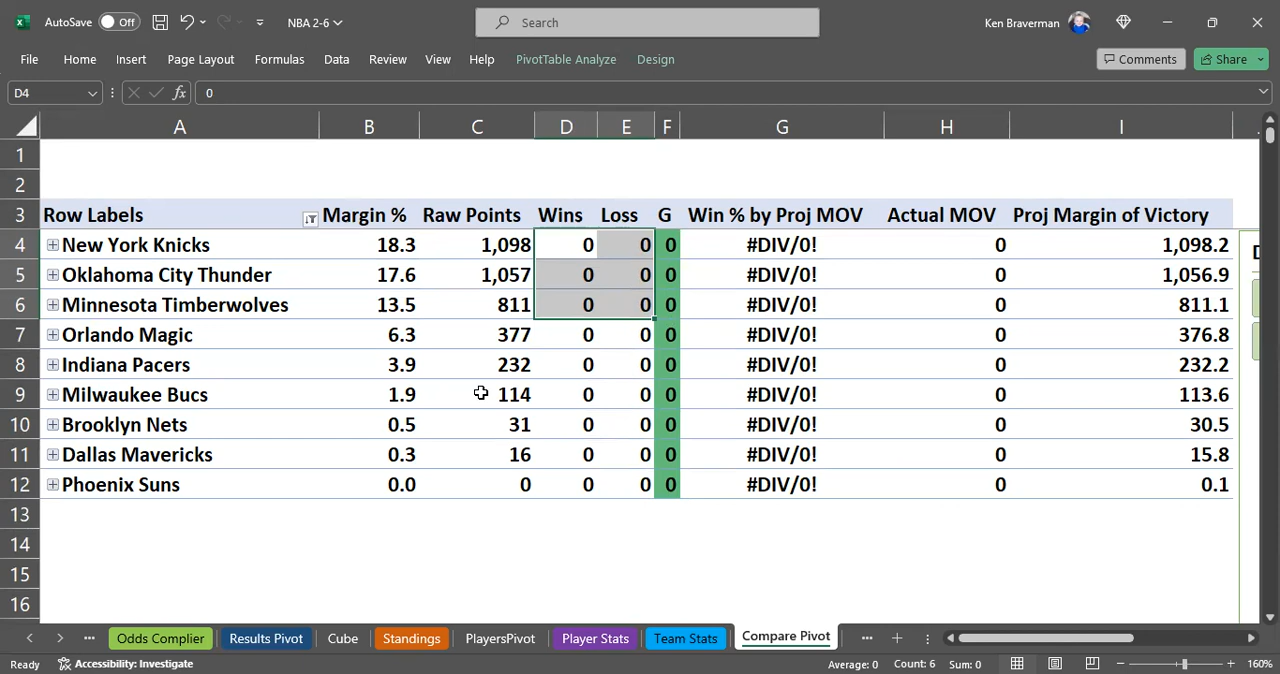 AutoSave Off NBA 2-6 Search Ken Braverman
File Home Insert Page Layout Formulas Data Review View Help PivotTable Analyze Design Comments Share
D4 fx 0
A B C D E F G H I
1
2
3 Row Labels Margin % Raw Points Wins Loss G Win % by Proj MOV Actual MOV Proj Margin of Victory
4 New York Knicks 18.3 1,098 0 0 0 #DIV/0! 0 1,098.2
5 Oklahoma City Thunder 17.6 1,057 0 0 0 #DIV/0! 0 1,056.9
6 Minnesota Timberwolves 13.5 811 0 0 0 #DIV/0! 0 811.1
7 Orlando Magic 6.3 377 0 0 0 #DIV/0! 0 376.8
8 Indiana Pacers 3.9 232 0 0 0 #DIV/0! 0 232.2
9 Milwaukee Bucs 1.9 114 0 0 0 #DIV/0! 0 113.6
10 Brooklyn Nets 0.5 31 0 0 0 #DIV/0! 0 30.5
11 Dallas Mavericks 0.3 16 0 0 0 #DIV/0! 0 15.8
12 Phoenix Suns 0.0 0 0 0 0 #DIV/0! 0 0.1
13
14
15
16
Odds Complier Results Pivot Cube Standings PlayersPivot Player Stats Team Stats Compare Pivot
Ready Accessibility: Investigate Average: 0 Count: 6 Sum: 0 160%